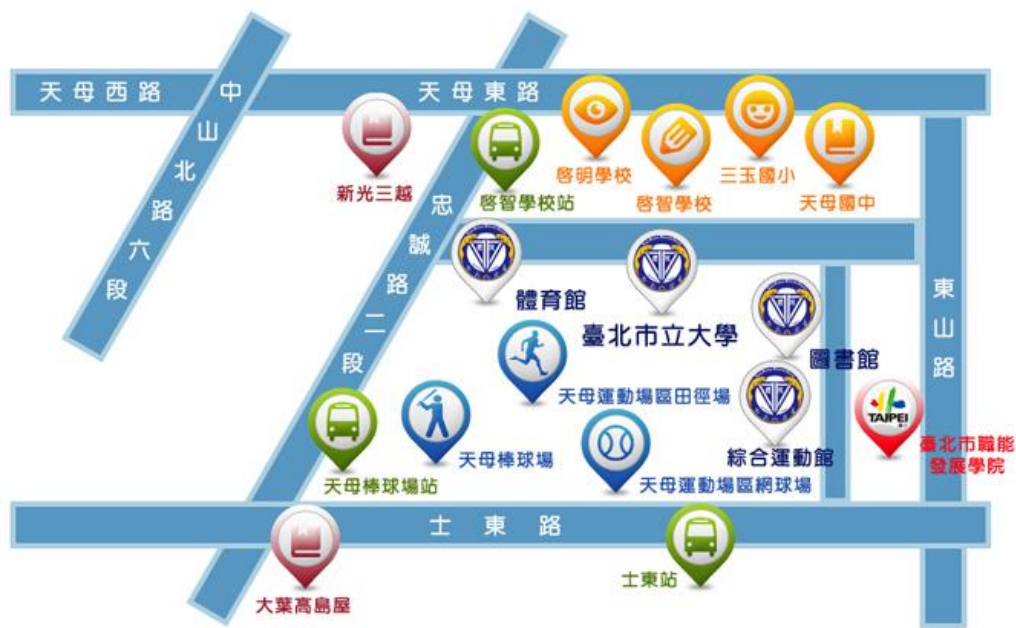 天母西路
天母東路
中山北路六段
新光三越
啓智學校站
啓明學校
啓智學校
三玉國小
天母國中
忠誠路二段
東山路
體育館
臺北市立大學
圖書館
天母運動場區田徑場
TAIPEI
臺北市職能
發展學院
天母棒球場
綜合運動館
天母棒球場站
天母運動場區網球場
士東路
士東站
大葉高島屋